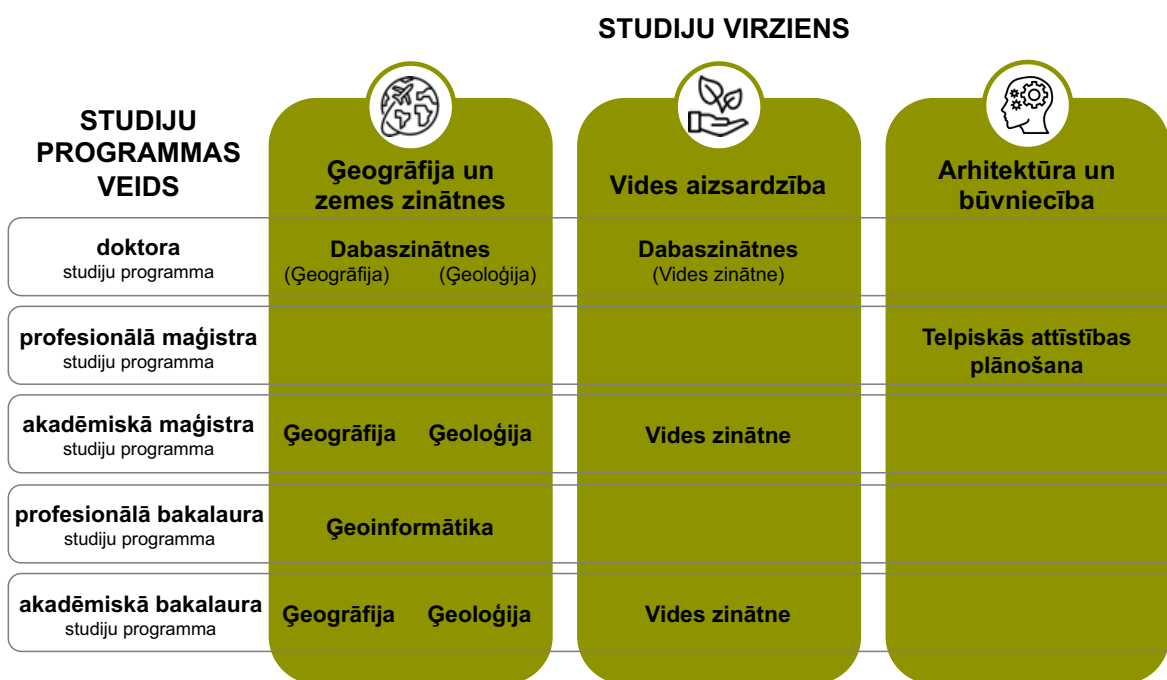 STUDIJU VIRZIENS
STUDIJU
PROGRAMMAS
VEIDS
Ģeogrāfija un
zemes zinātnes
Vides aizsardzība
Arhitektūra un
būvniecība
doktora
studiju programma
Dabaszinātnes
(Ģeogrāfija) (Ģeoloģija)
Dabaszinātnes
(Vides zinātne)
profesionālā maģistra
studiju programma
Telpiskās attīstības
plānošana
akadēmiskā maģistra
studiju programma
Ģeogrāfija Ģeoloģija
Vides zinātne
profesionālā bakalaura
studiju programma
Ģeoinformātika
akadēmiskā bakalaura
studiju programma
Ģeogrāfija Ģeoloģija
Vides zinātne